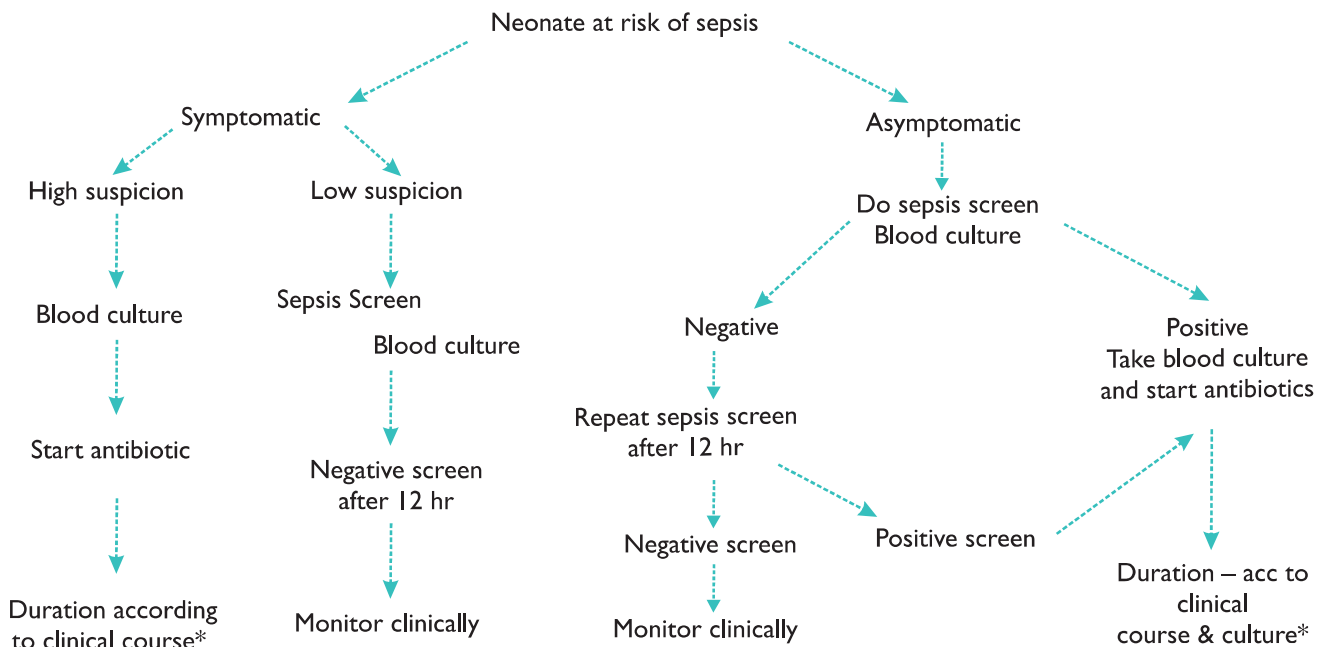 Neonate at risk of sepsis
Symptomatic
Asymptomatic
High suspicion
Low suspicion
Do sepsis screen
Blood culture
Blood culture
Sepsis Screen
Blood culture
Negative
Positive
Take blood culture
and start antibiotics
Start antibiotic
Negative screen
after 12 hr
Repeat sepsis screen
after 12 hr
Negative screen
Positive screen
Duration according
to clinical course*
Monitor clinically
Monitor clinically
Duration – acc to
clinical
course & culture*